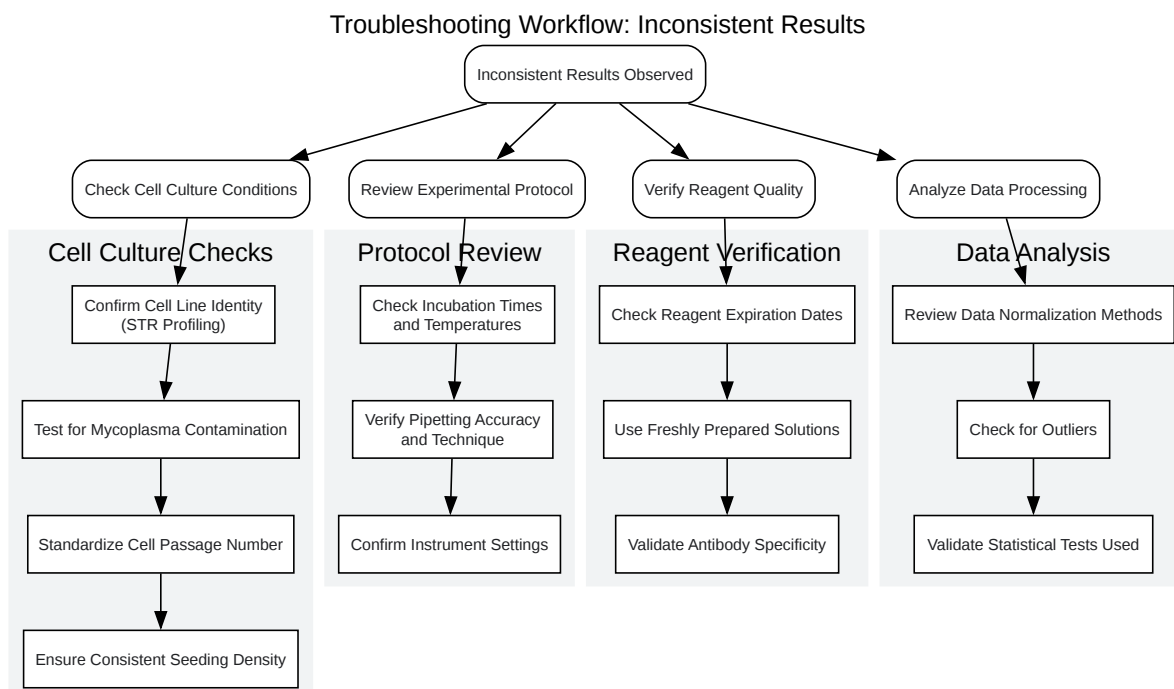 Troubleshooting Workflow: Inconsistent Results
Inconsistent Results Observed
Check Cell Culture Conditions
Review Experimental Protocol
Verify Reagent Quality
Analyze Data Processing
Cell Culture Checks
Confirm Cell Line Identity
(STR Profiling)
Test for Mycoplasma Contamination
Standardize Cell Passage Number
Ensure Consistent Seeding Density
Protocol Review
Check Incubation Times
and Temperatures
Verify Pipetting Accuracy
and Technique
Confirm Instrument Settings
Reagent Verification
Check Reagent Expiration Dates
Use Freshly Prepared Solutions
Validate Antibody Specificity
Data Analysis
Review Data Normalization Methods
Check for Outliers
Validate Statistical Tests Used